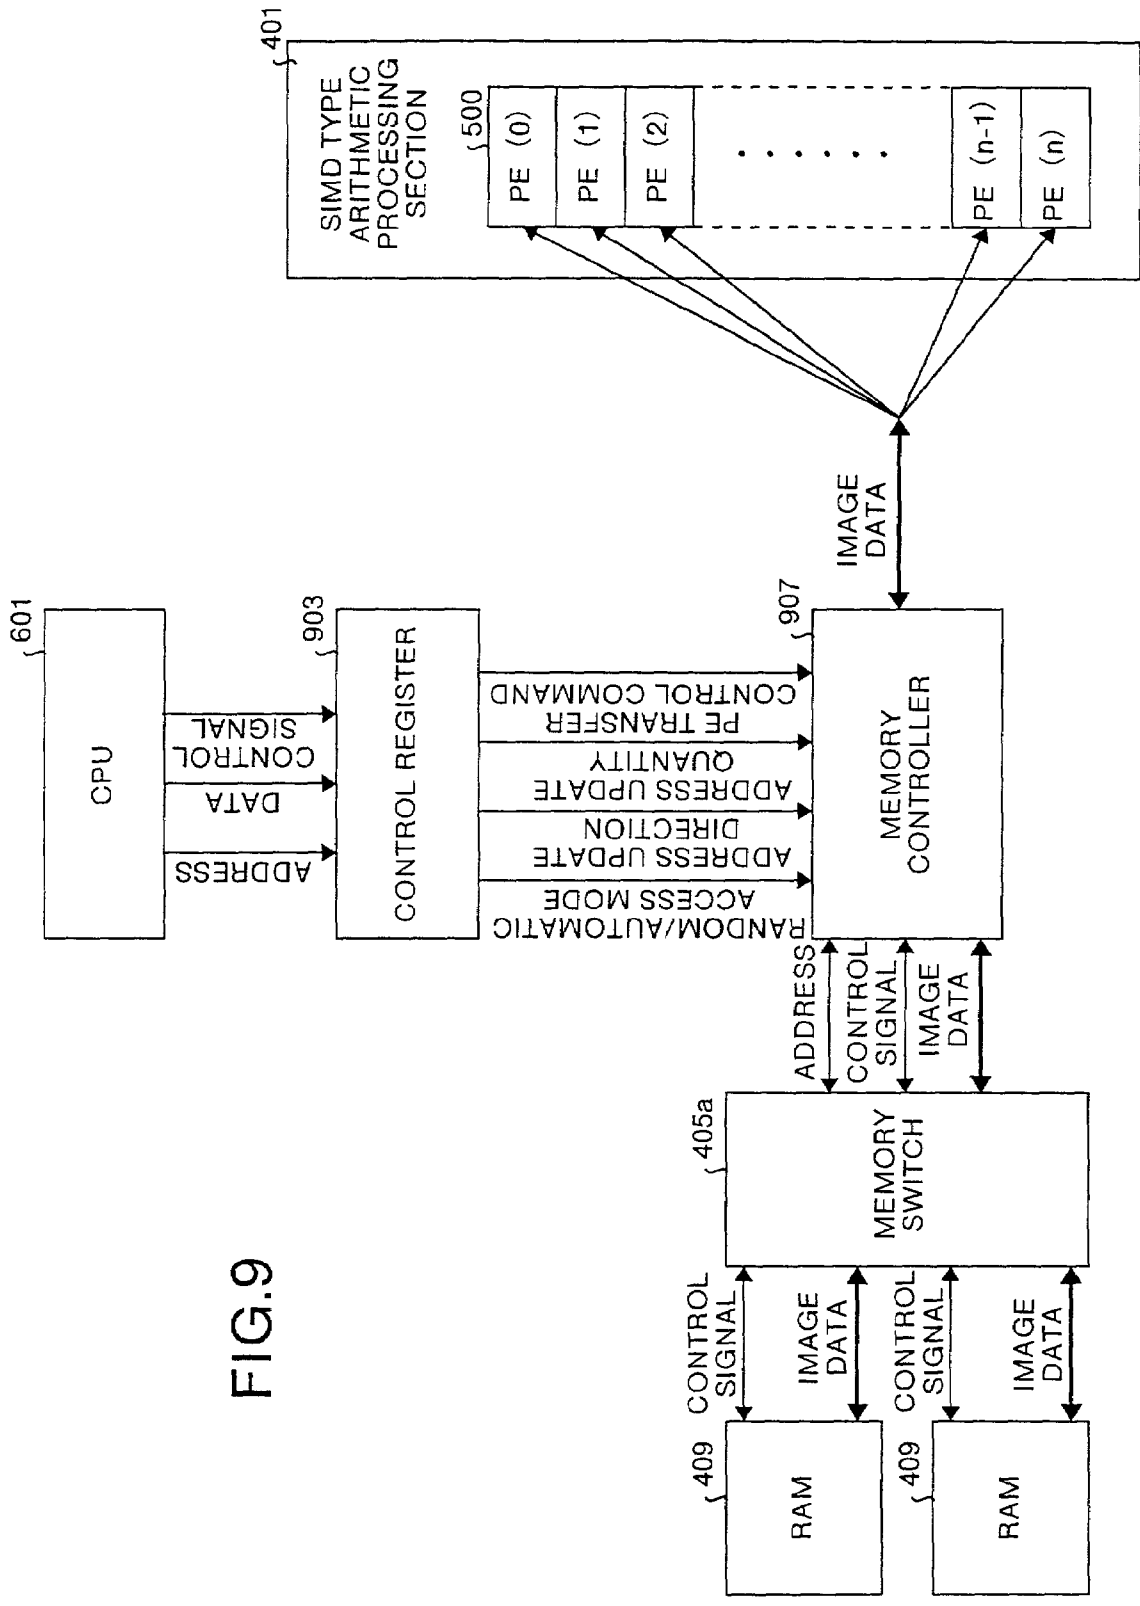 FIG.9
601
CPU
ADDRESS
DATA
CONTROL
SIGNAL
903
CONTROL REGISTER
RANDOM/AUTOMATIC
ACCESS MODE
ADDRESS UPDATE
DIRECTION
ADDRESS UPDATE
QUANTITY
PE TRANSFER
CONTROL COMMAND
401
SIMD TYPE
ARITHMETIC
PROCESSING
SECTION
500
PE (0)
PE (1)
PE (2)
PE (n-1)
PE (n)
409
RAM
CONTROL
SIGNAL
IMAGE
DATA
409
RAM
CONTROL
SIGNAL
IMAGE
DATA
405a
MEMORY
SWITCH
ADDRESS
CONTROL
SIGNAL
IMAGE
DATA
907
MEMORY
CONTROLLER
IMAGE
DATA